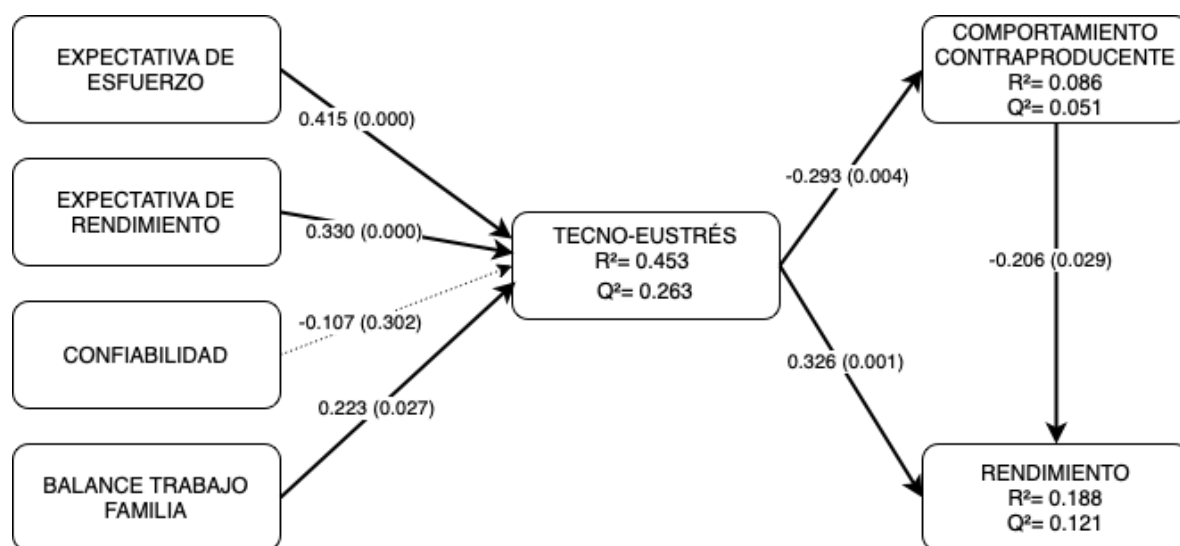 EXPECTATIVA DE
ESFUERZO
0.415 (0.000)
EXPECTATIVA DE
RENDIMIENTO
0.330 (0.000)
CONFIABILIDAD
-0.107 (0.302)
BALANCE TRABAJO
FAMILIA
0.223 (0.027)
TECNO-EUSTRÉS
R²= 0.453
Q²= 0.263
-0.293 (0.004)
0.326 (0.001)
COMPORTAMIENTO
CONTRAPRODUCENTE
R²= 0.086
Q²= 0.051
-0.206 (0.029)
RENDIMIENTO
R²= 0.188
Q²= 0.121